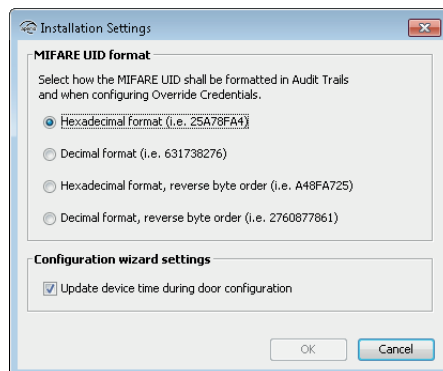 Installation Settings
MIFARE UID format
Select how the MIFARE UID shall be formatted in Audit Trails
and when configuring Override Credentials.
Hexadecimal format (i.e. 25A78FA4)
Decimal format (i.e. 631738276)
Hexadecimal format, reverse byte order (i.e. A48FA725)
Decimal format, reverse byte order (i.e. 2760877861)
Configuration wizard settings
Update device time during door configuration
OK
Cancel